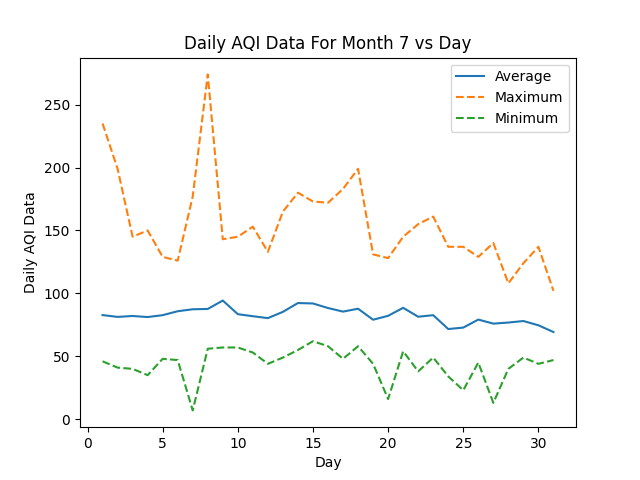 Daily AQI Data For Month 7 vs Day
Average
Maximum
Minimum
250
200
150
100
50
0
Daily AQI Data
0 5 10 15 20 25 30
Day